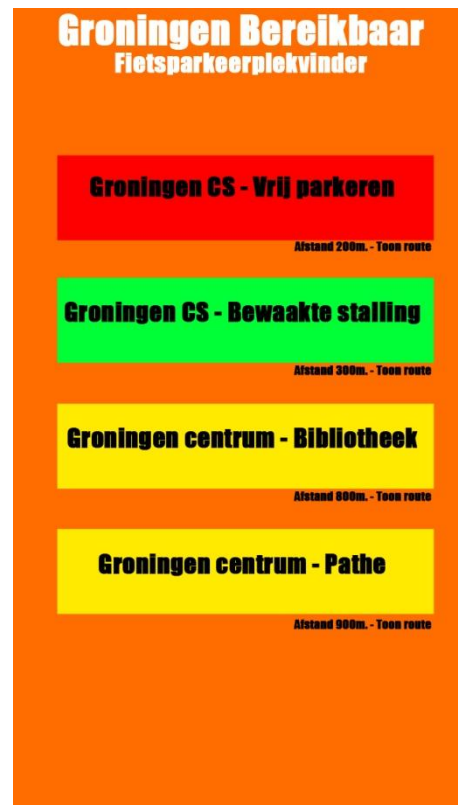 Groningen Bereikbaar
Fietsparkeerplekvinder
Groningen CS - Vrij parkeren
Afstand 200m. - Toon route
Groningen CS - Bewaakte stalling
Afstand 300m. - Toon route
Groningen centrum - Bibliotheek
Afstand 800m. - Toon route
Groningen centrum - Pathe
Afstand 900m. - Toon route